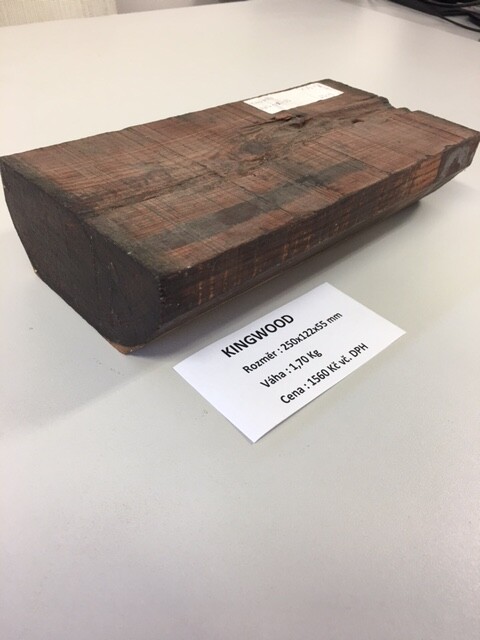 KINGWOOD
Rozměr : 250x122x55 mm
Váha : 1,70 Kg
Cena : 1560 Kč vč. DPH